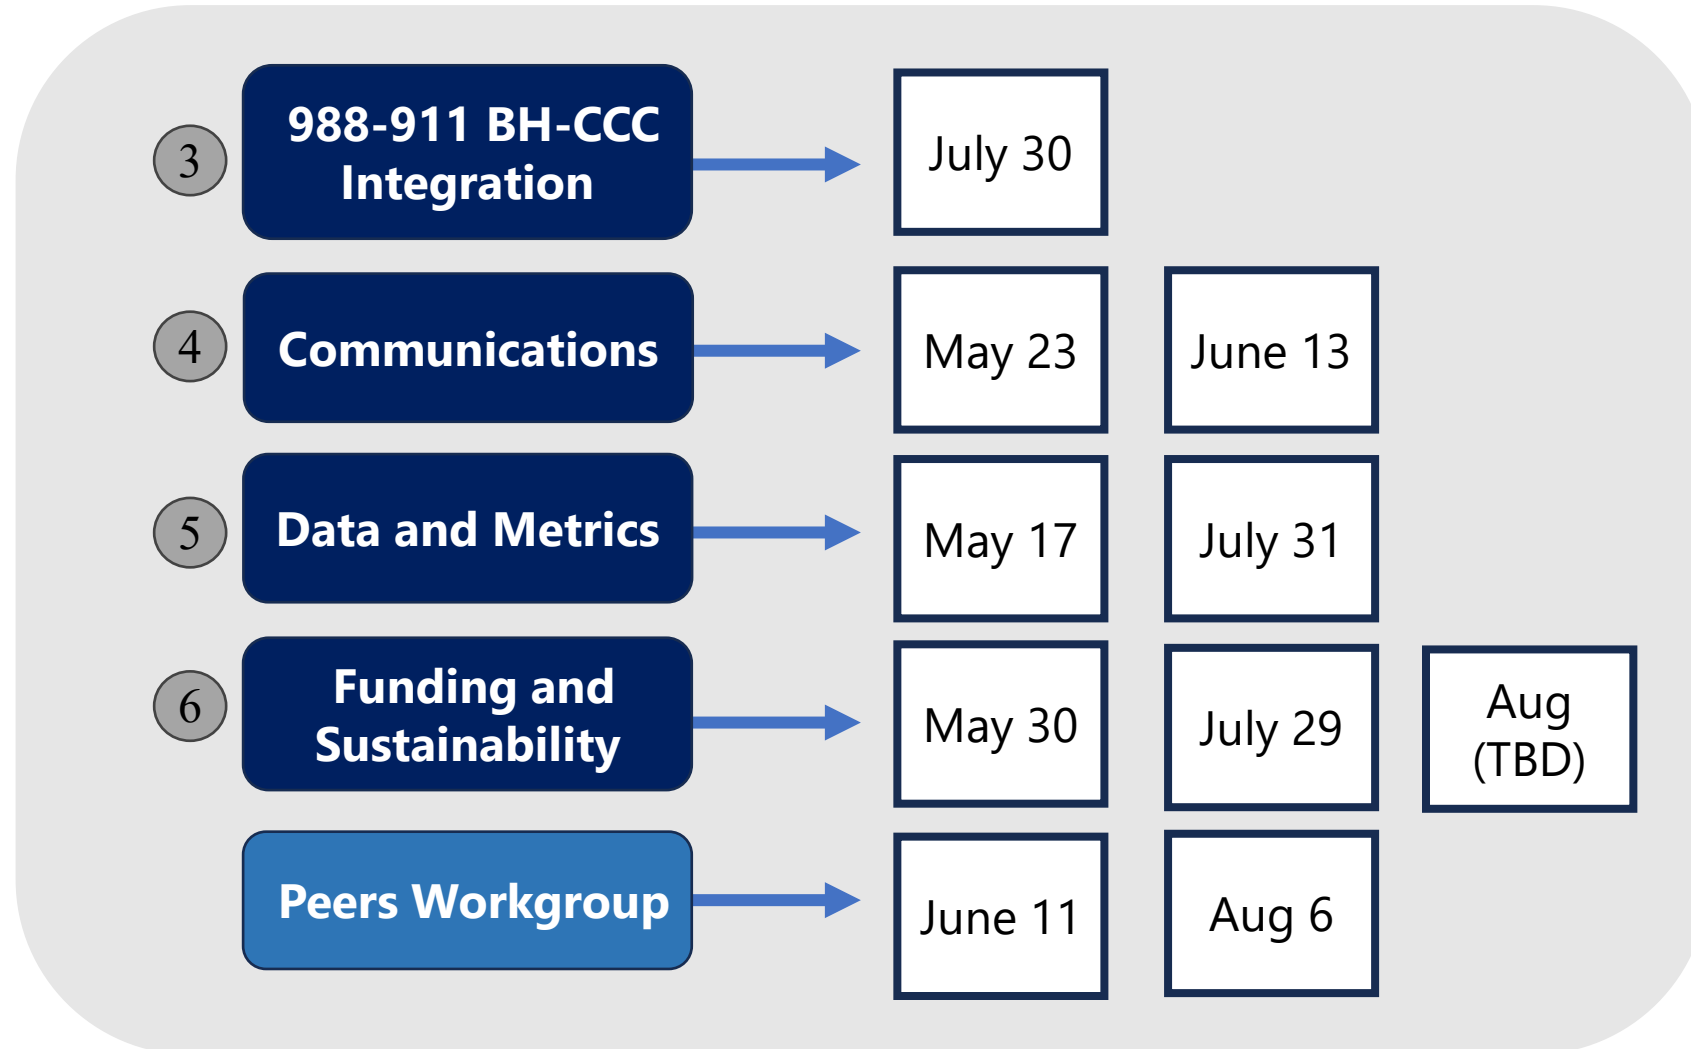 3
988-911 BH-CCC
Integration
July 30
4
Communications
May 23
June 13
5
Data and Metrics
May 17
July 31
6
Funding and
Sustainability
May 30
July 29
Aug
(TBD)
Peers Workgroup
June 11
Aug 6